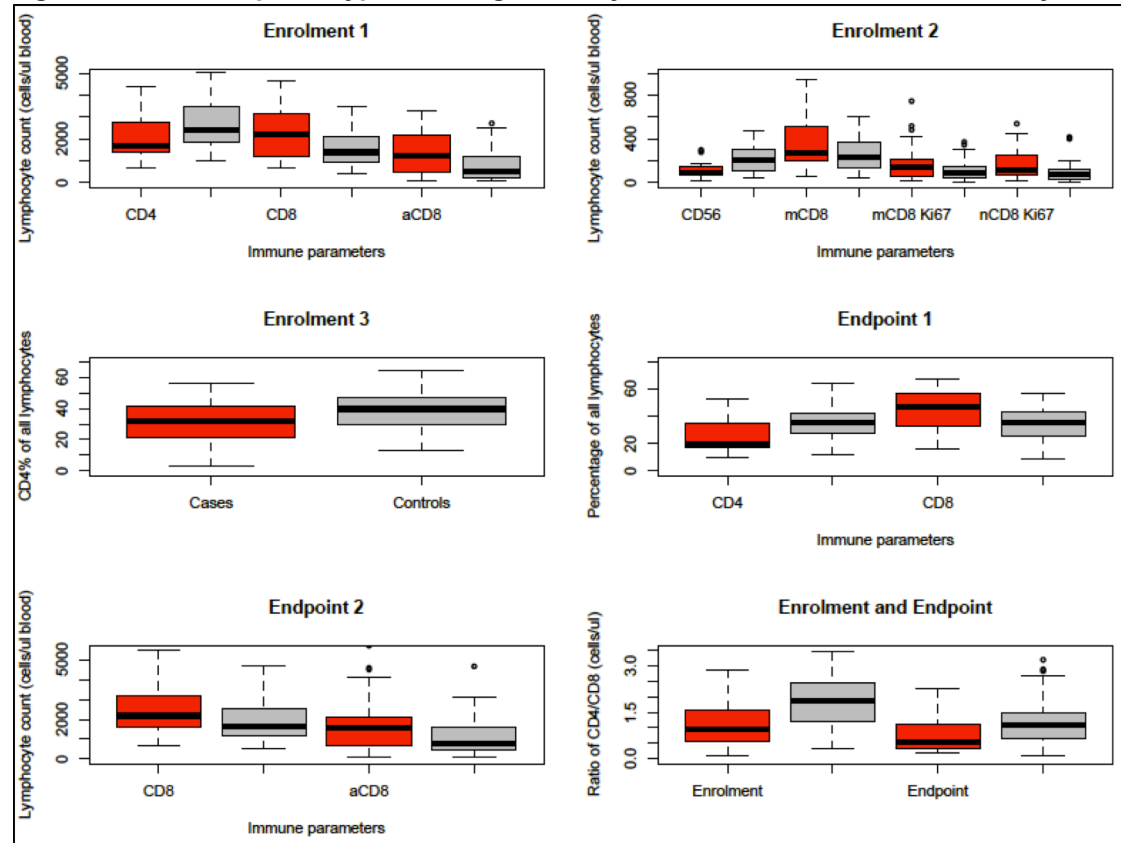 Enrolment 1
Lymphocyte count (cells/ul blood)
0 2000 5000
CD4 CD8 aCD8
Immune parameters
Enrolment 2
Lymphocyte count (cells/ul blood)
0 400 800
CD56 mCD8 mCD8 Ki67 nCD8 Ki67
Immune parameters
Enrolment 3
CD4% of all lymphocytes
0 20 40 60
Cases Controls
Endpoint 1
Percentage of all lymphocytes
0 20 60
CD4 CD8
Immune parameters
Endpoint 2
Lymphocyte count (cells/ul blood)
0 2000 5000
CD8 aCD8
Immune parameters
Enrolment and Endpoint
Ratio of CD4/CD8 (cells/ul)
0.0 1.5 3.0
Enrolment Endpoint